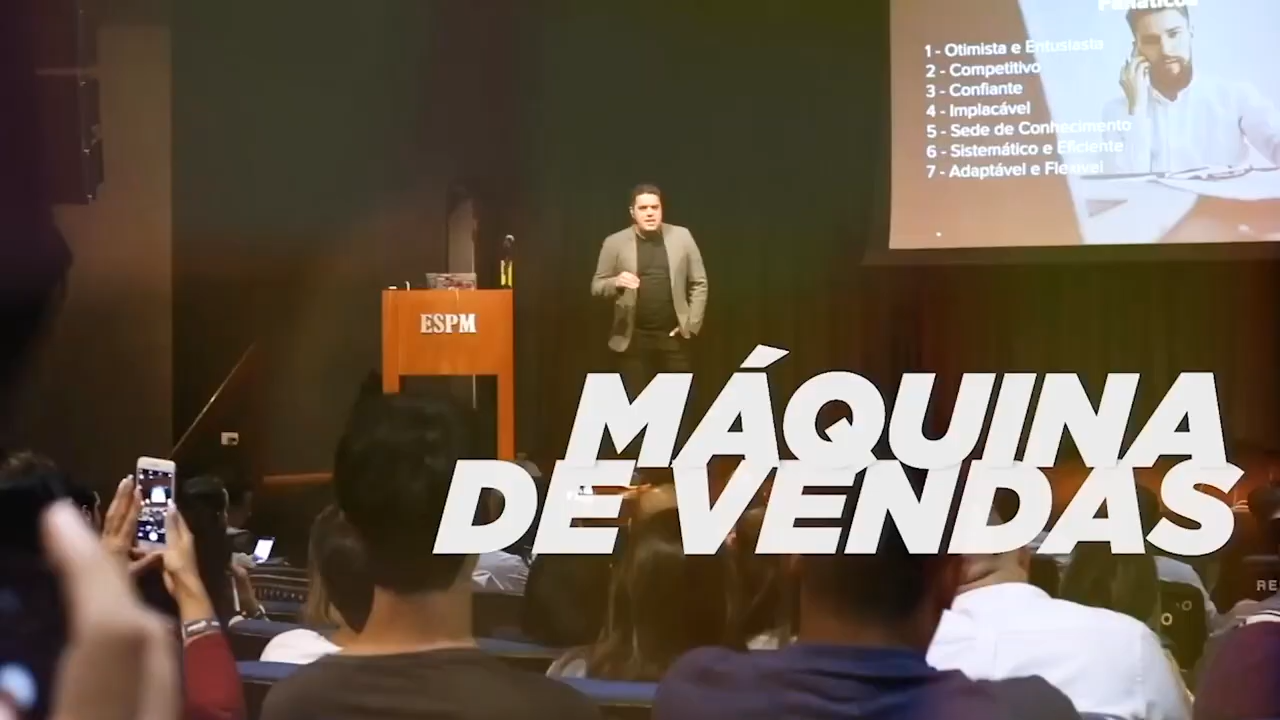 Fanáticos
1 - Otimista e Entusiasta
2 - Competitivo
3 - Confiante
4 - Implacável
5 - Sede de Conhecimento
6 - Sistemático e Eficiente
7 - Adaptável e Flexível
ESPM
MÁQUINA
DE VENDAS